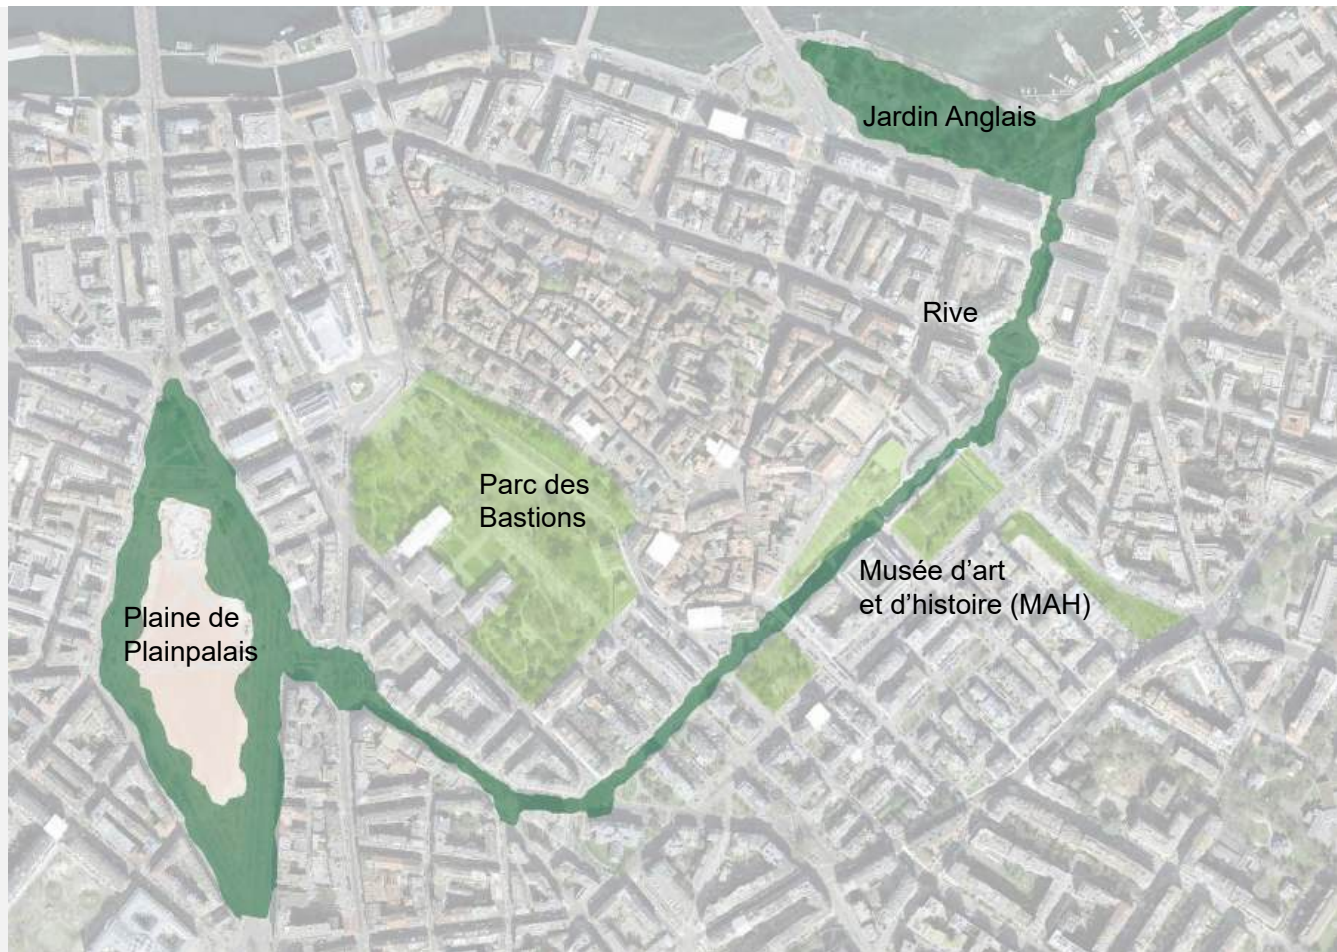 Jardin Anglais
Rive
Parc des
Bastions
Musée d'art
et d'histoire (MAH)
Plaine de
Plainpalais